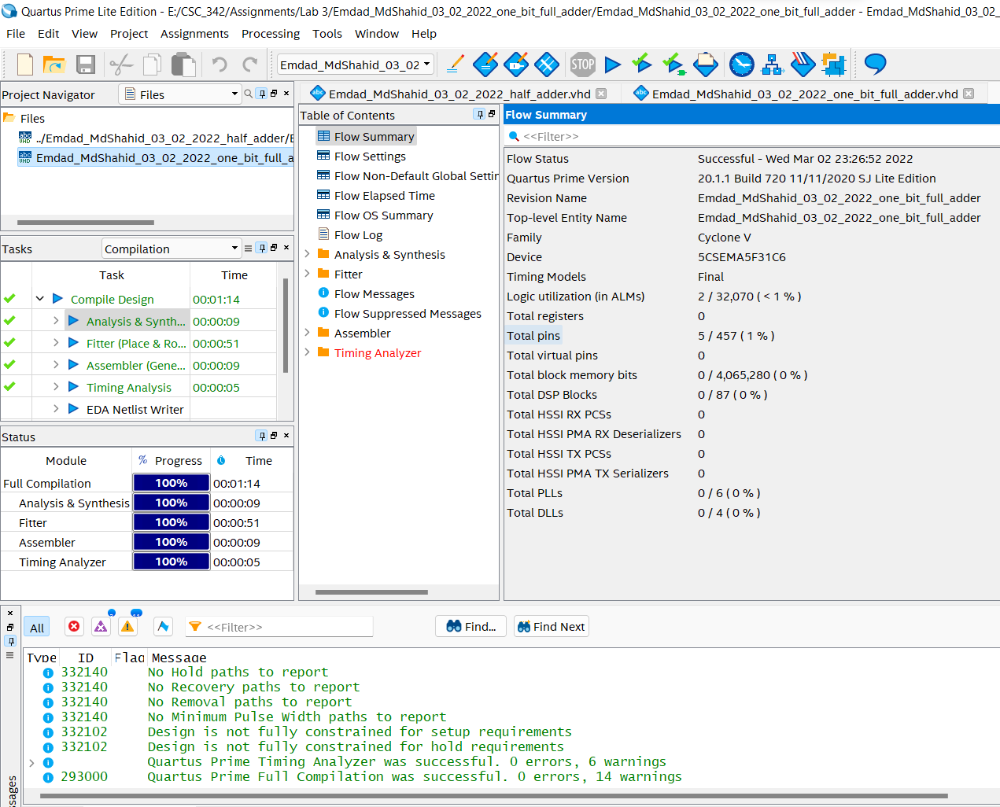 Quartus Prime Lite Edition - E:/CSC_342/Assignments/Lab 3/Emdad_MdShahid_03_02_2022_one_bit_full_adder/Emdad_MdShahid_03_02_2022_one_bit_full_adder - Emdad_MdShahid_03_02_
File Edit View Project Assignments Processing Tools Window Help
Emdad_MdShahid_03_02
STOP
Project Navigator
Files
Files
../Emdad_MdShahid_03_02_2022_half_adder/E
Emdad_MdShahid_03_02_2022_one_bit_full_a
Tasks
Compilation
Task Time
Compile Design 00:01:14
Analysis & Synth... 00:00:09
Fitter (Place & Ro... 00:00:51
Assembler (Gene... 00:00:09
Timing Analysis 00:00:05
EDA Netlist Writer
Status
Module % Progress Time
Full Compilation 100% 00:01:14
Analysis & Synthesis 100% 00:00:09
Fitter 100% 00:00:51
Assembler 100% 00:00:09
Timing Analyzer 100% 00:00:05
abc Emdad_MdShahid_03_02_2022_half_adder.vhd
abc Emdad_MdShahid_03_02_2022_one_bit_full_adder.vhd
Table of Contents
Flow Summary
Flow Settings
Flow Non-Default Global Settin
Flow Elapsed Time
Flow OS Summary
Flow Log
Analysis & Synthesis
Fitter
Flow Messages
Flow Suppressed Messages
Assembler
Timing Analyzer
Flow Summary
<<Filter>>
Flow Status Successful - Wed Mar 02 23:26:52 2022
Quartus Prime Version 20.1.1 Build 720 11/11/2020 SJ Lite Edition
Revision Name Emdad_MdShahid_03_02_2022_one_bit_full_adder
Top-level Entity Name Emdad_MdShahid_03_02_2022_one_bit_full_adder
Family Cyclone V
Device 5CSEMA5F31C6
Timing Models Final
Logic utilization (in ALMs) 2 / 32,070 ( < 1 % )
Total registers 0
Total pins 5 / 457 ( 1 % )
Total virtual pins 0
Total block memory bits 0 / 4,065,280 ( 0 % )
Total DSP Blocks 0 / 87 ( 0 % )
Total HSSI RX PCSs 0
Total HSSI PMA RX Deserializers 0
Total HSSI TX PCSs 0
Total HSSI PMA TX Serializers 0
Total PLLs 0 / 6 ( 0 % )
Total DLLs 0 / 4 ( 0 % )
All
<<Filter>>
Find...
Find Next
Type ID Flag Message
332140 No Hold paths to report
332140 No Recovery paths to report
332140 No Removal paths to report
332140 No Minimum Pulse Width paths to report
332102 Design is not fully constrained for setup requirements
332102 Design is not fully constrained for hold requirements
Quartus Prime Timing Analyzer was successful. 0 errors, 6 warnings
293000 Quartus Prime Full Compilation was successful. 0 errors, 14 warnings
ssages